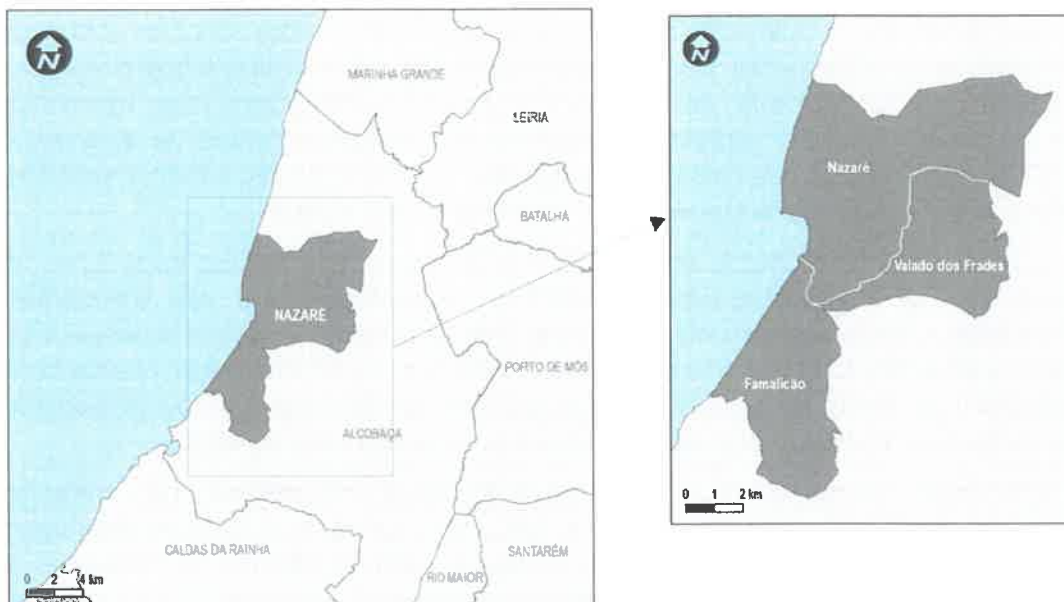 N
MARINHA GRANDE
LEIRIA
BATALHA
NAZARÉ
PORTO DE MÓS
ALCOBAÇA
CALDAS DA RAINHA
SANTARÉM
RIO MAIOR
0 2 4 km
N
Nazaré
Valado dos Frades
Famalicão
0 1 2 km